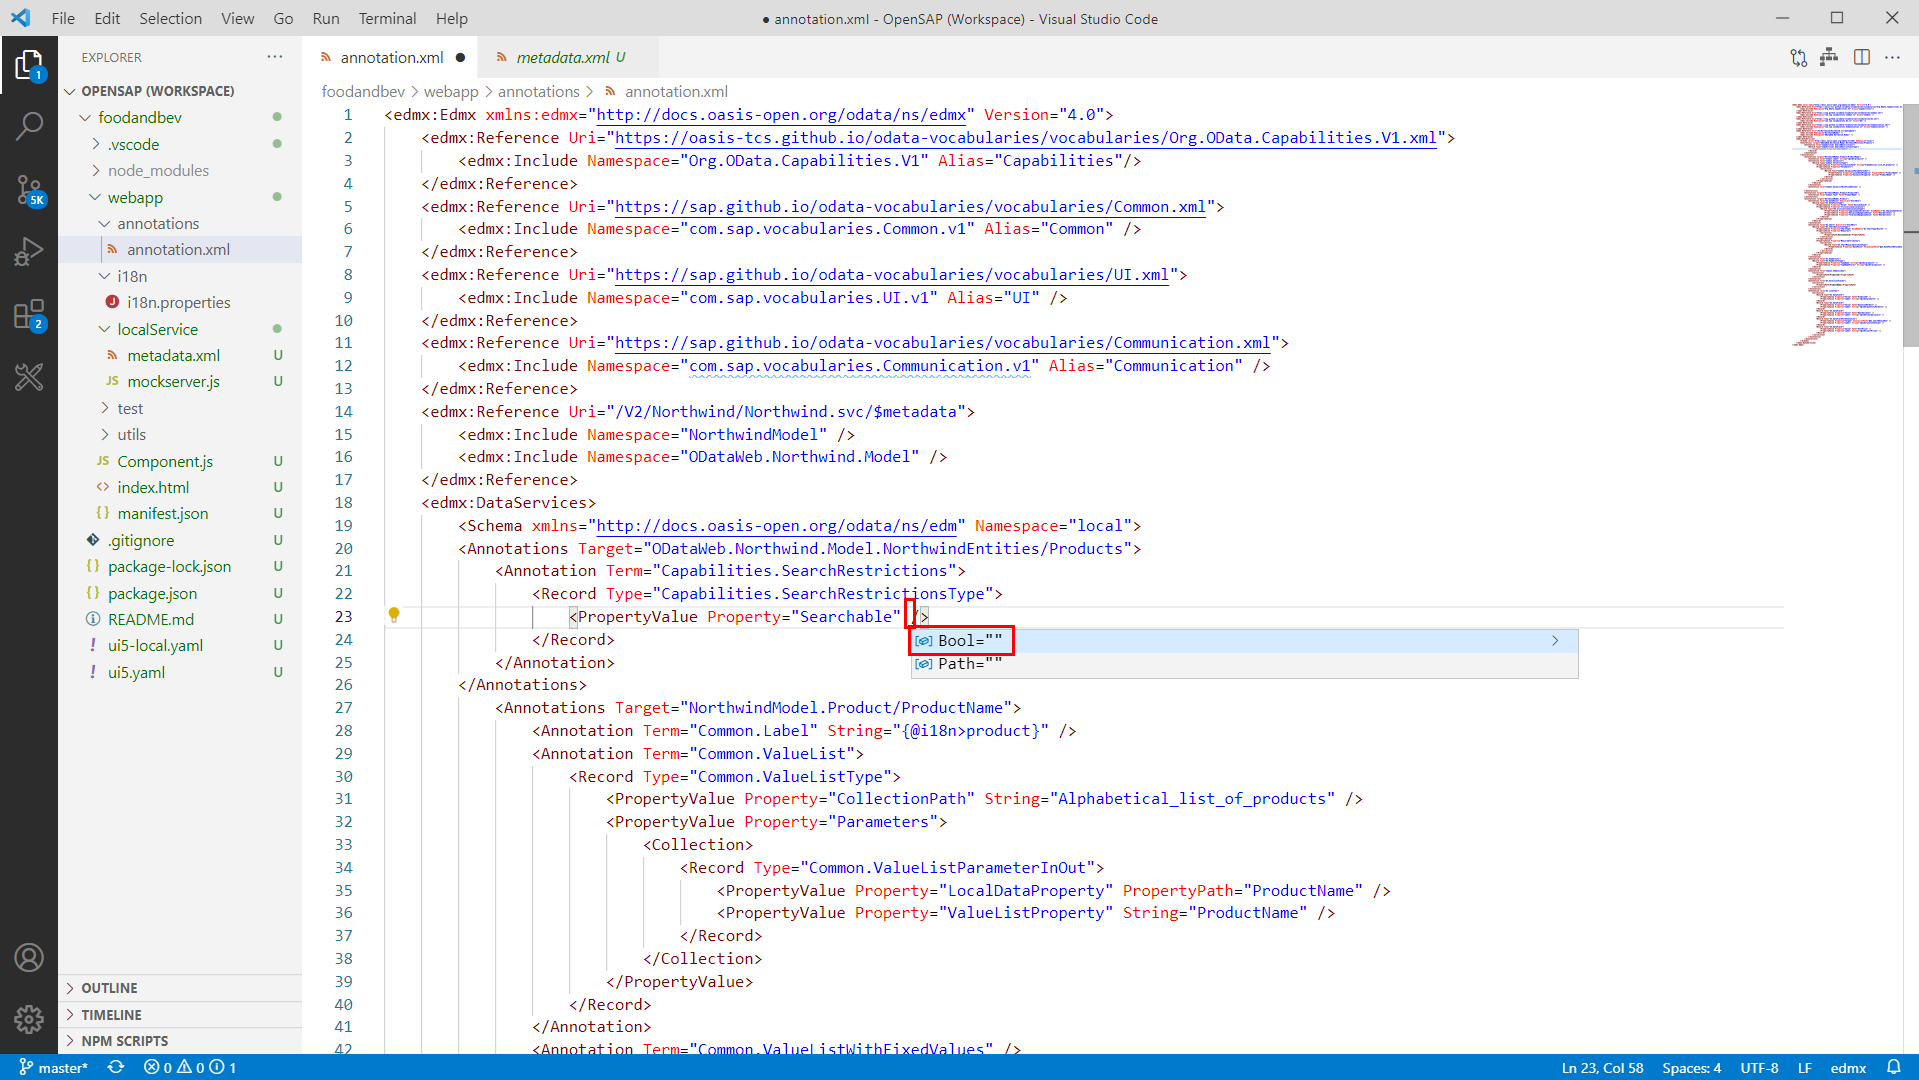 File Edit Selection View Go Run Terminal Help
● annotation.xml - OpenSAP (Workspace) - Visual Studio Code
EXPLORER
OPENSAP (WORKSPACE)
foodandbev
.vscode
node_modules
webapp
annotations
annotation.xml
i18n
i18n.properties
localService
metadata.xml U
JS mockserver.js U
test
utils
JS Component.js U
<> index.html U
{} manifest.json U
.gitignore U
{} package-lock.json U
{} package.json U
README.md U
! ui5-local.yaml U
! ui5.yaml U
OUTLINE
TIMELINE
NPM SCRIPTS
1
5K
2
annotation.xml ●
metadata.xml U
foodandbev > webapp > annotations > annotation.xml
1 <edmx:Edmx xmlns:edmx="http://docs.oasis-open.org/odata/ns/edmx" Version="4.0">
2 <edmx:Reference Uri="https://oasis-tcs.github.io/odata-vocabularies/vocabularies/Org.OData.Capabilities.V1.xml">
3 <edmx:Include Namespace="Org.OData.Capabilities.V1" Alias="Capabilities"/>
4 </edmx:Reference>
5 <edmx:Reference Uri="https://sap.github.io/odata-vocabularies/vocabularies/Common.xml">
6 <edmx:Include Namespace="com.sap.vocabularies.Common.v1" Alias="Common" />
7 </edmx:Reference>
8 <edmx:Reference Uri="https://sap.github.io/odata-vocabularies/vocabularies/UI.xml">
9 <edmx:Include Namespace="com.sap.vocabularies.UI.v1" Alias="UI" />
10 </edmx:Reference>
11 <edmx:Reference Uri="https://sap.github.io/odata-vocabularies/vocabularies/Communication.xml">
12 <edmx:Include Namespace="com.sap.vocabularies.Communication.v1" Alias="Communication" />
13 </edmx:Reference>
14 <edmx:Reference Uri="/V2/Northwind/Northwind.svc/$metadata">
15 <edmx:Include Namespace="NorthwindModel" />
16 <edmx:Include Namespace="ODataWeb.Northwind.Model" />
17 </edmx:Reference>
18 <edmx:DataServices>
19 <Schema xmlns="http://docs.oasis-open.org/odata/ns/edm" Namespace="local">
20 <Annotations Target="ODataWeb.Northwind.Model.NorthwindEntities/Products">
21 <Annotation Term="Capabilities.SearchRestrictions">
22 <Record Type="Capabilities.SearchRestrictionsType">
23 <PropertyValue Property="Searchable" />
24 </Record>
Bool=""
25 </Annotation>
Path=""
26 </Annotations>
27 <Annotations Target="NorthwindModel.Product/ProductName">
28 <Annotation Term="Common.Label" String="{@i18n>product}" />
29 <Annotation Term="Common.ValueList">
30 <Record Type="Common.ValueListType">
31 <PropertyValue Property="CollectionPath" String="Alphabetical_list_of_products" />
32 <PropertyValue Property="Parameters">
33 <Collection>
34 <Record Type="Common.ValueListParameterInOut">
35 <PropertyValue Property="LocalDataProperty" PropertyPath="ProductName" />
36 <PropertyValue Property="ValueListProperty" String="ProductName" />
37 </Record>
38 </Collection>
39 </PropertyValue>
40 </Record>
41 </Annotation>
42 <Annotation Term="Common.ValueListWithFixedValues" />
master* 0 0 1 Ln 23, Col 58 Spaces: 4 UTF-8 LF edmx